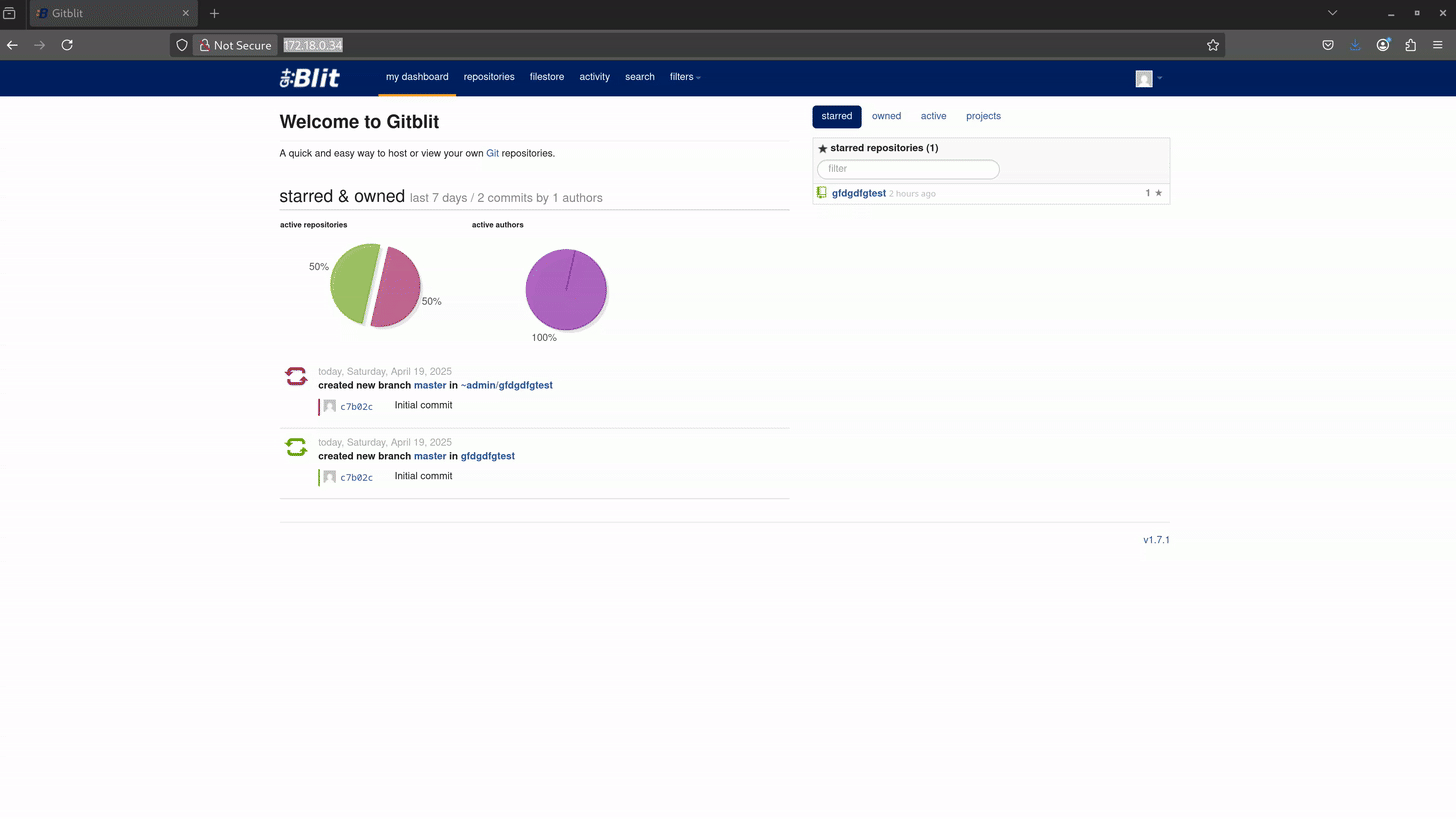 Gitblit
Not Secure 172.18.0.34
git:Blit my dashboard repositories filestore activity search filters
Welcome to Gitblit
A quick and easy way to host or view your own Git repositories.
starred & owned last 7 days / 2 commits by 1 authors
active repositories active authors
50%
50%
100%
today, Saturday, April 19, 2025
created new branch master in ~admin/gfdgdfgtest
c7b02c Initial commit
today, Saturday, April 19, 2025
created new branch master in gfdgdfgtest
c7b02c Initial commit
starred owned active projects
starred repositories (1)
filter
gfdgdfgtest 2 hours ago 1
v1.7.1